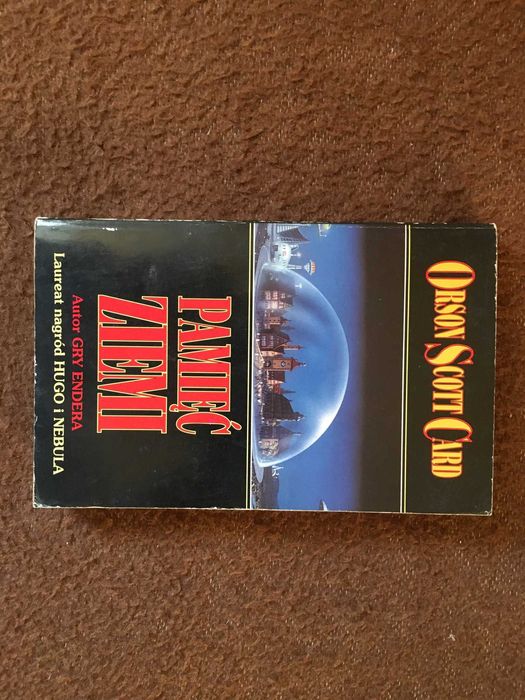 ORSON SCOTT CARD
PAMIĘĆ
ZIEMI
Autor GRY ENDERA
Laureat nagród HUGO i NEBULA